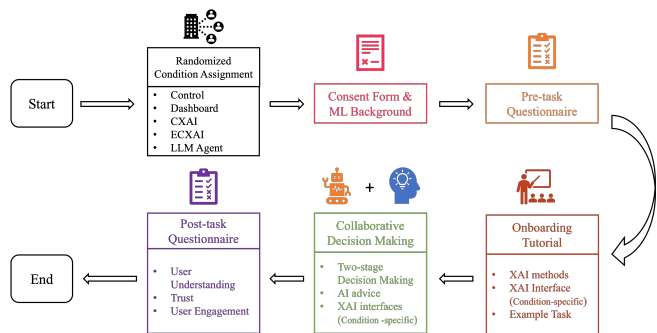 Start
Randomized
Condition Assignment
• Control
• Dashboard
• CXAI
• ECXAI
• LLM Agent
Consent Form &
ML Background
Pre-task
Questionnaire
Onboarding
Tutorial
• XAI methods
• XAI Interface
(Condition-specific)
• Example Task
+
Collaborative
Decision Making
• Two-stage
Decision Making
• AI advice
• XAI interfaces
(Condition -specific)
Post-task
Questionnaire
• User
Understanding
• Trust
• User Engagement
End